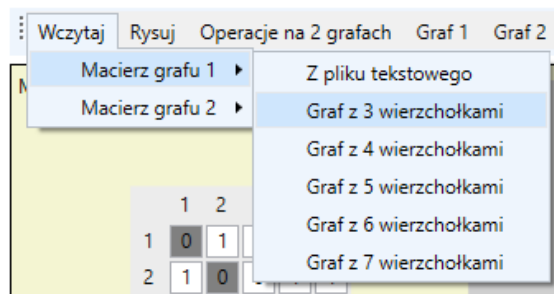 Wczytaj Rysuj Operacje na 2 grafach Graf 1 Graf 2
Macierz grafu 1 Z pliku tekstowego
Graf z 3 wierzchołkami
Macierz grafu 2
Graf z 4 wierzchołkami
Graf z 5 wierzchołkami
1 2
Graf z 6 wierzchołkami
1 0 1
Graf z 7 wierzchołkami
2 1 0